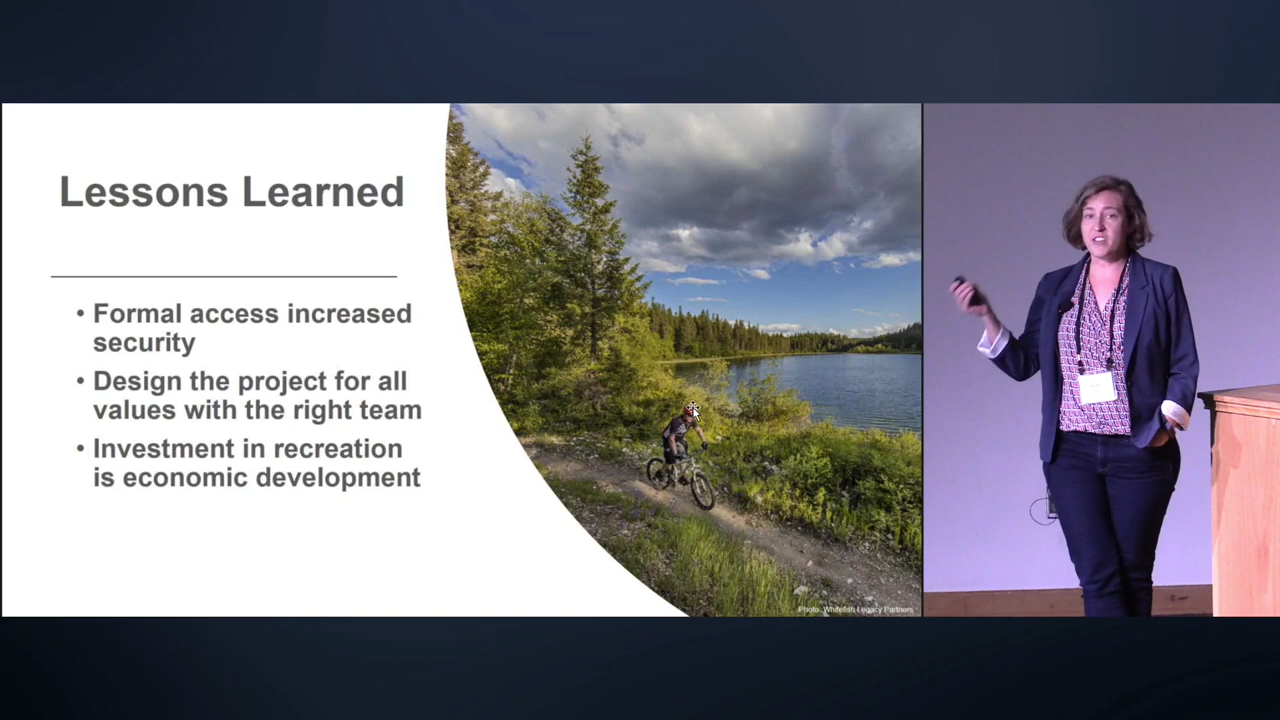 Lessons Learned
• Formal access increased
security
• Design the project for all
values with the right team
• Investment in recreation
is economic development
Photo: Whitefish Legacy Partners